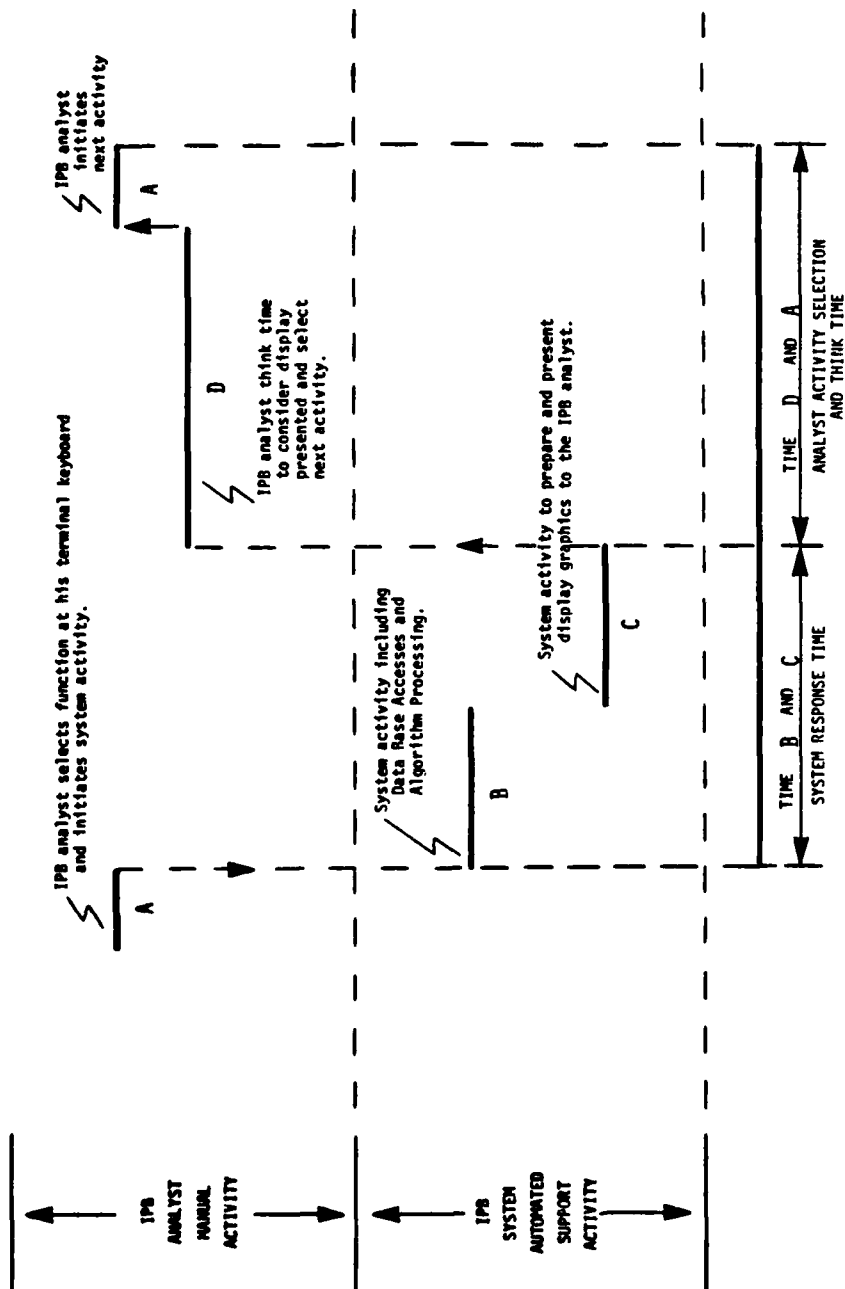 IPB
ANALYST
MANUAL
ACTIVITY
IPB
SYSTEM
AUTOMATED
SUPPORT
ACTIVITY
IPB analyst selects function at his terminal keyboard
and initiates system activity.
A
System activity including
Data Base Accesses and
Algorithm Processing.
B
System activity to prepare and present
display graphics to the IPB analyst.
C
D
IPB analyst think time
to consider display
presented and select
next activity.
IPB analyst
initiates
next activity
A
TIME B AND C
SYSTEM RESPONSE TIME
TIME D AND A
ANALYST ACTIVITY SELECTION
AND THINK TIME